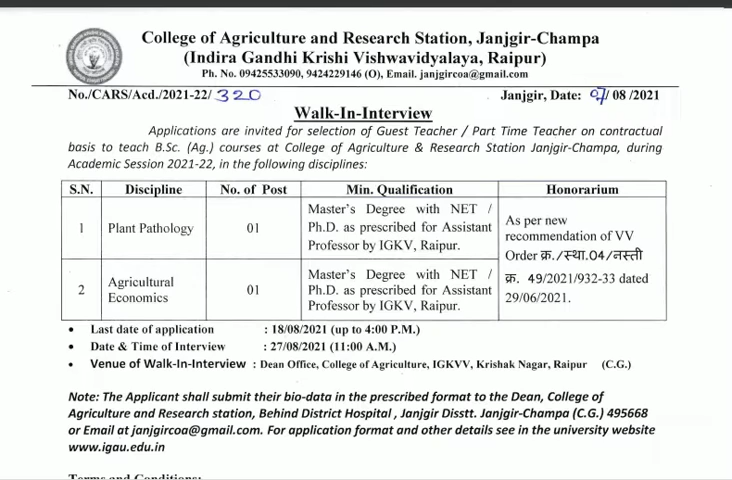 College of Agriculture and Research Station, Janjgir-Champa
(Indira Gandhi Krishi Vishwavidyalaya, Raipur)
Ph. No. 09425533090, 9424229146 (O), Email. janjgircoa@gmail.com
No./CARS/Acd./2021-22/ 320 Janjgir, Date: 07/ 08 /2021
Walk-In-Interview
Applications are invited for selection of Guest Teacher / Part Time Teacher on contractual
basis to teach B.Sc. (Ag.) courses at College of Agriculture & Research Station Janjgir-Champa, during
Academic Session 2021-22, in the following disciplines:
S.N. Discipline No. of Post Min. Qualification Honorarium
1 Plant Pathology 01 Master's Degree with NET /
Ph.D. as prescribed for Assistant
Professor by IGKV, Raipur.
As per new
recommendation of VV
Order क्र./स्था.04/नस्ती
क्र. 49/2021/932-33 dated
29/06/2021.
2 Agricultural
Economics
01
Master's Degree with NET /
Ph.D. as prescribed for Assistant
Professor by IGKV, Raipur.
• Last date of application : 18/08/2021 (up to 4:00 P.M.)
• Date & Time of Interview : 27/08/2021 (11:00 A.M.)
• Venue of Walk-In-Interview : Dean Office, College of Agriculture, IGKVV, Krishak Nagar, Raipur (C.G.)
Note: The Applicant shall submit their bio-data in the prescribed format to the Dean, College of
Agriculture and Research station, Behind District Hospital , Janjgir Disstt. Janjgir-Champa (C.G.) 495668
or Email at janjgircoa@gmail.com. For application format and other details see in the university website
www.igau.edu.in
Terms and Conditions: